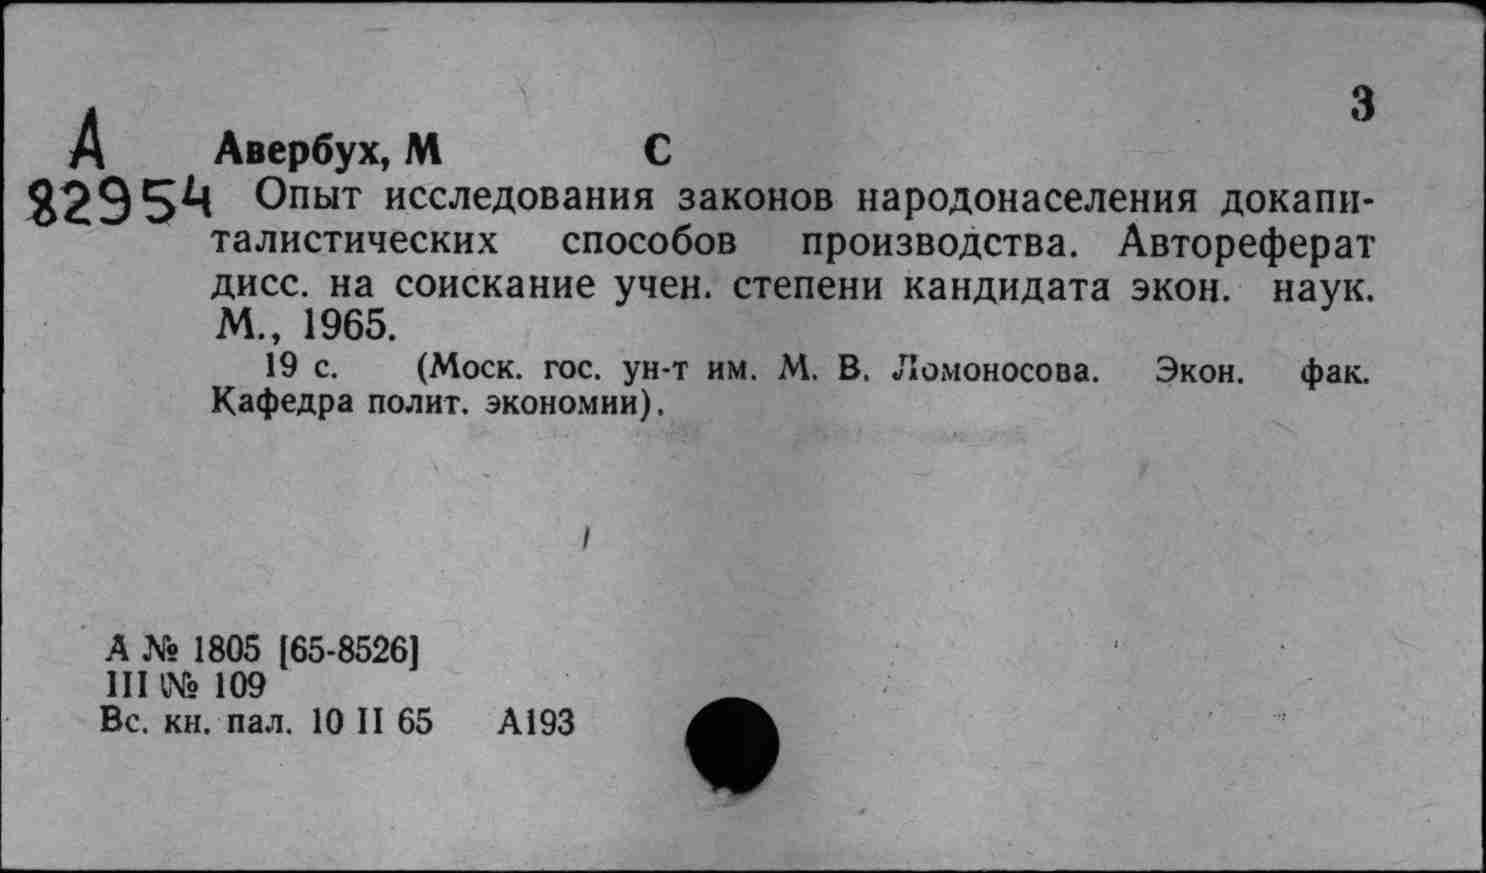 3
А Авербух, М С
82954 Опыт исследования законов народонаселения докапи-
талистических способов производства. Автореферат
дисс. на соискание учен. степени кандидата экон. наук.
М., 1965.
19 с. (Моск. гос. ун-т им. М. В. Ломоносова. Экон. фак.
Кафедра полит. экономии).
А № 1805 [65-8526]
III № 109
Вс. кн. пал. 10 II 65 А193